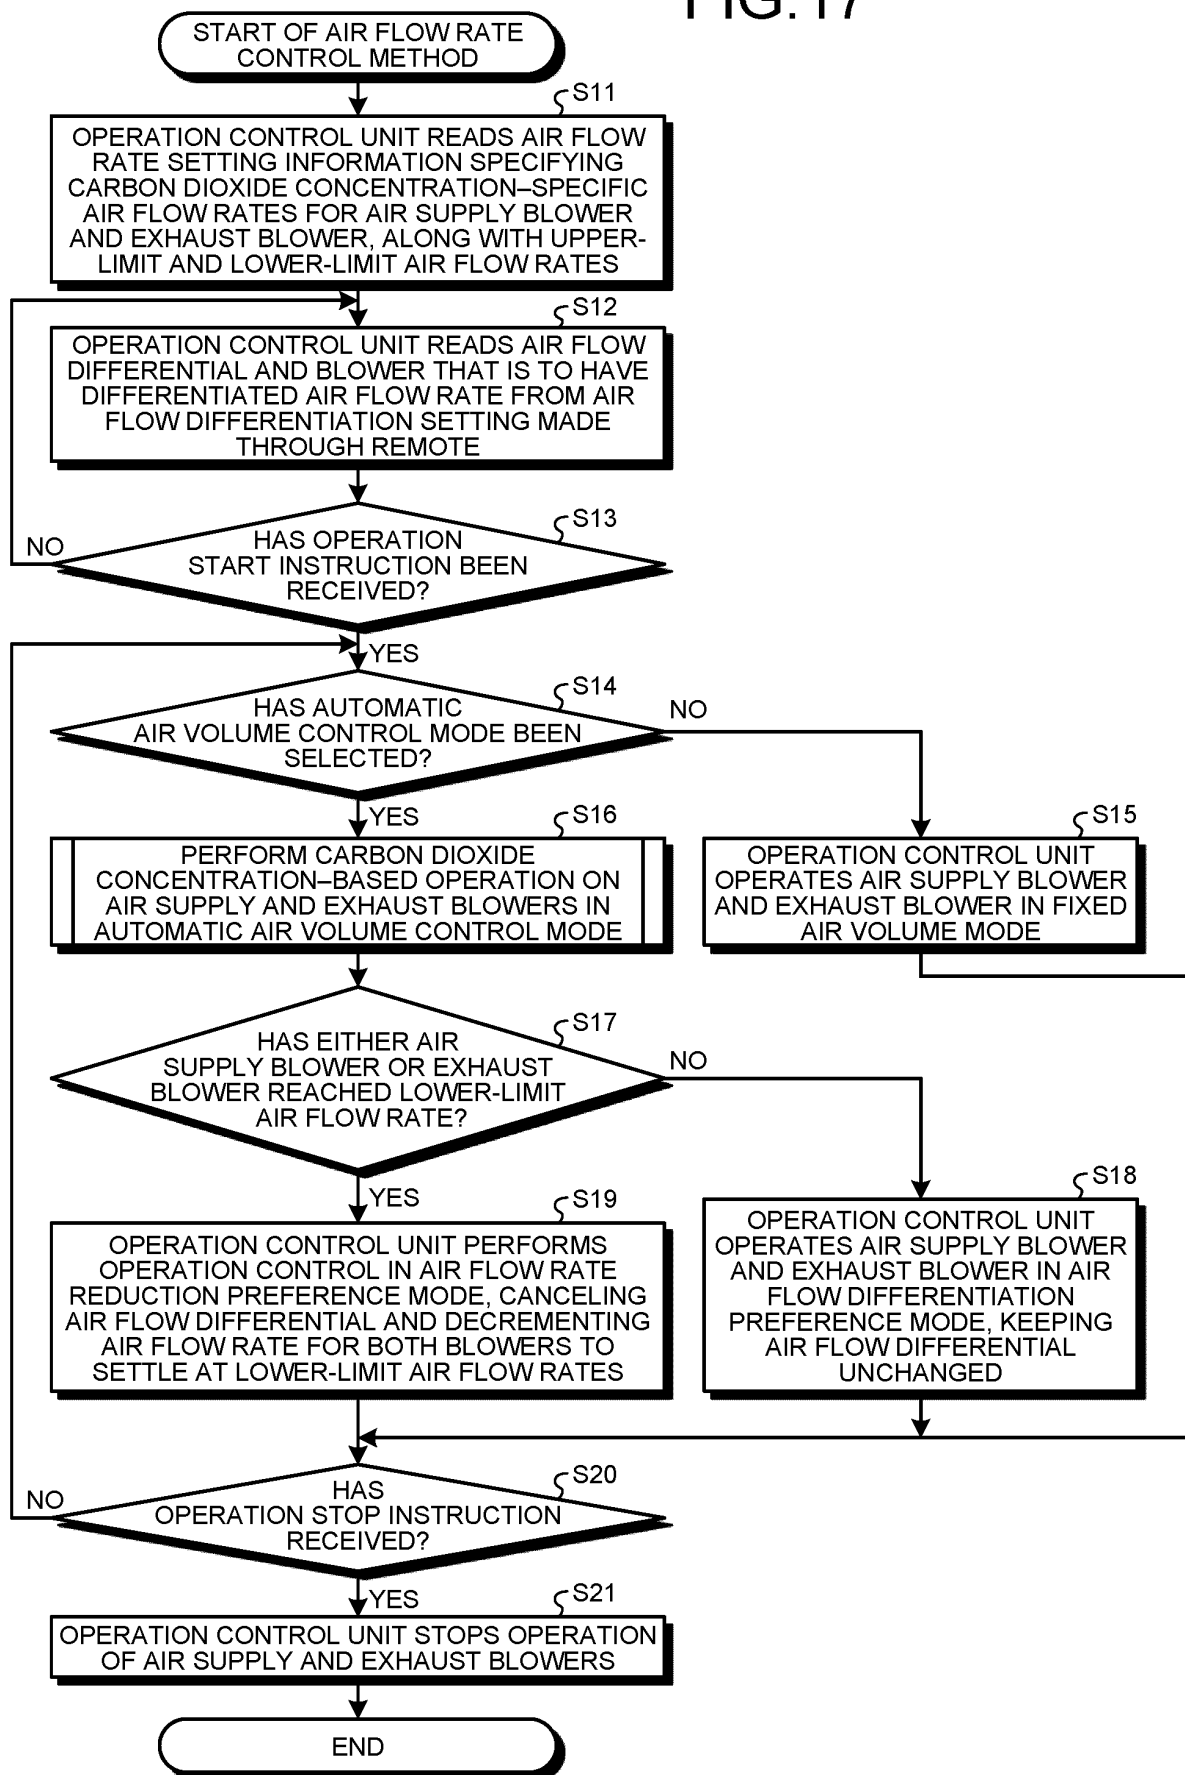 FIG.17
START OF AIR FLOW RATE
CONTROL METHOD
S11
OPERATION CONTROL UNIT READS AIR FLOW
RATE SETTING INFORMATION SPECIFYING
CARBON DIOXIDE CONCENTRATION–SPECIFIC
AIR FLOW RATES FOR AIR SUPPLY BLOWER
AND EXHAUST BLOWER, ALONG WITH UPPER-
LIMIT AND LOWER-LIMIT AIR FLOW RATES
S12
OPERATION CONTROL UNIT READS AIR FLOW
DIFFERENTIAL AND BLOWER THAT IS TO HAVE
DIFFERENTIATED AIR FLOW RATE FROM AIR
FLOW DIFFERENTIATION SETTING MADE
THROUGH REMOTE
S13
HAS OPERATION
START INSTRUCTION BEEN
RECEIVED?
NO
YES
S14
HAS AUTOMATIC
AIR VOLUME CONTROL MODE BEEN
SELECTED?
NO
YES
S16
PERFORM CARBON DIOXIDE
CONCENTRATION–BASED OPERATION ON
AIR SUPPLY AND EXHAUST BLOWERS IN
AUTOMATIC AIR VOLUME CONTROL MODE
S15
OPERATION CONTROL UNIT
OPERATES AIR SUPPLY BLOWER
AND EXHAUST BLOWER IN FIXED
AIR VOLUME MODE
S17
HAS EITHER AIR
SUPPLY BLOWER OR EXHAUST
BLOWER REACHED LOWER-LIMIT
AIR FLOW RATE?
NO
YES
S19
OPERATION CONTROL UNIT PERFORMS
OPERATION CONTROL IN AIR FLOW RATE
REDUCTION PREFERENCE MODE, CANCELING
AIR FLOW DIFFERENTIAL AND DECREMENTING
AIR FLOW RATE FOR BOTH BLOWERS TO
SETTLE AT LOWER-LIMIT AIR FLOW RATES
S18
OPERATION CONTROL UNIT
OPERATES AIR SUPPLY BLOWER
AND EXHAUST BLOWER IN AIR
FLOW DIFFERENTIATION
PREFERENCE MODE, KEEPING
AIR FLOW DIFFERENTIAL
UNCHANGED
S20
HAS
OPERATION STOP INSTRUCTION
RECEIVED?
NO
YES
S21
OPERATION CONTROL UNIT STOPS OPERATION
OF AIR SUPPLY AND EXHAUST BLOWERS
END